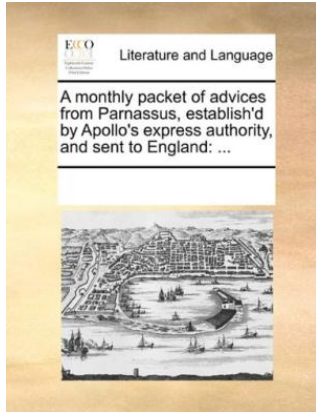 ECCO
Literature and Language
A monthly packet of advices
from Parnassus, establish'd
by Apollo's express authority,
and sent to England: ...